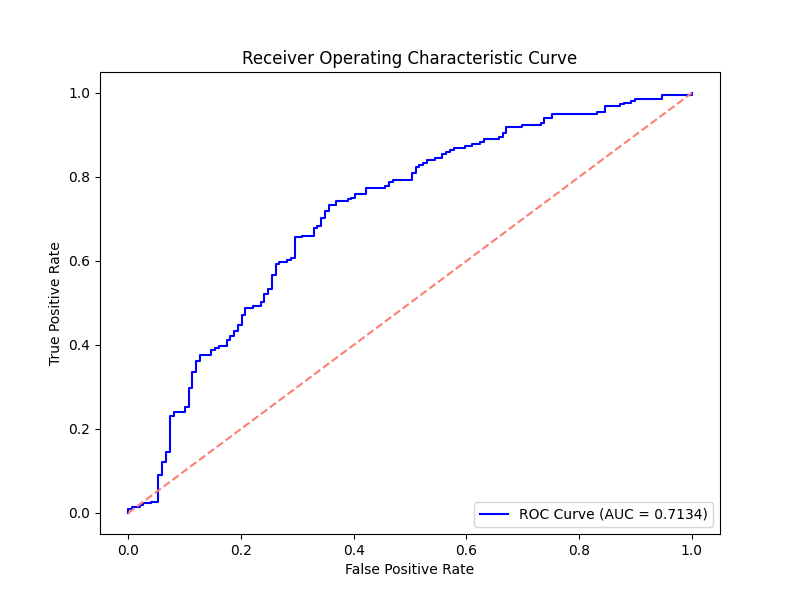 Receiver Operating Characteristic Curve
True Positive Rate
1.0
0.8
0.6
0.4
0.2
0.0
ROC Curve (AUC = 0.7134)
0.0 0.2 0.4 0.6 0.8 1.0
False Positive Rate